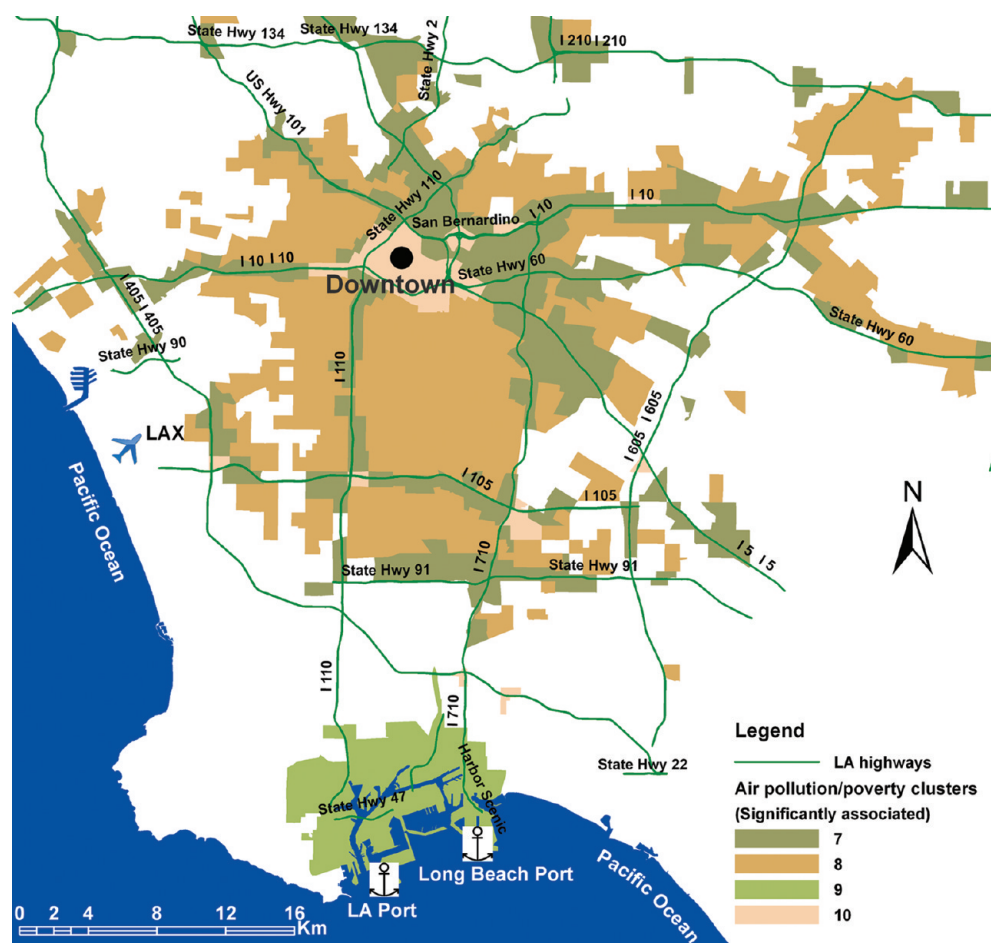 State Hwy 134
State Hwy 134
State Hwy 2
I 210 I 210
US Hwy 101
State Hwy 110
San Bernardino
I 10
I 10
I 10 I 10
Downtown
State Hwy 60
I 405 I 405
State Hwy 90
State Hwy 60
I 110
I 605 I 605
LAX
I 105
I 105
Pacific Ocean
N
I 710
I 5 I 5
State Hwy 91
State Hwy 91
I 110
I 710
State Hwy 22
Harbor Scenic
State Hwy 47
Long Beach Port
LA Port
Pacific Ocean
Legend
LA highways
Air pollution/poverty clusters
(Significantly associated)
7
8
9
10
0 2 4 8 12 16
Km